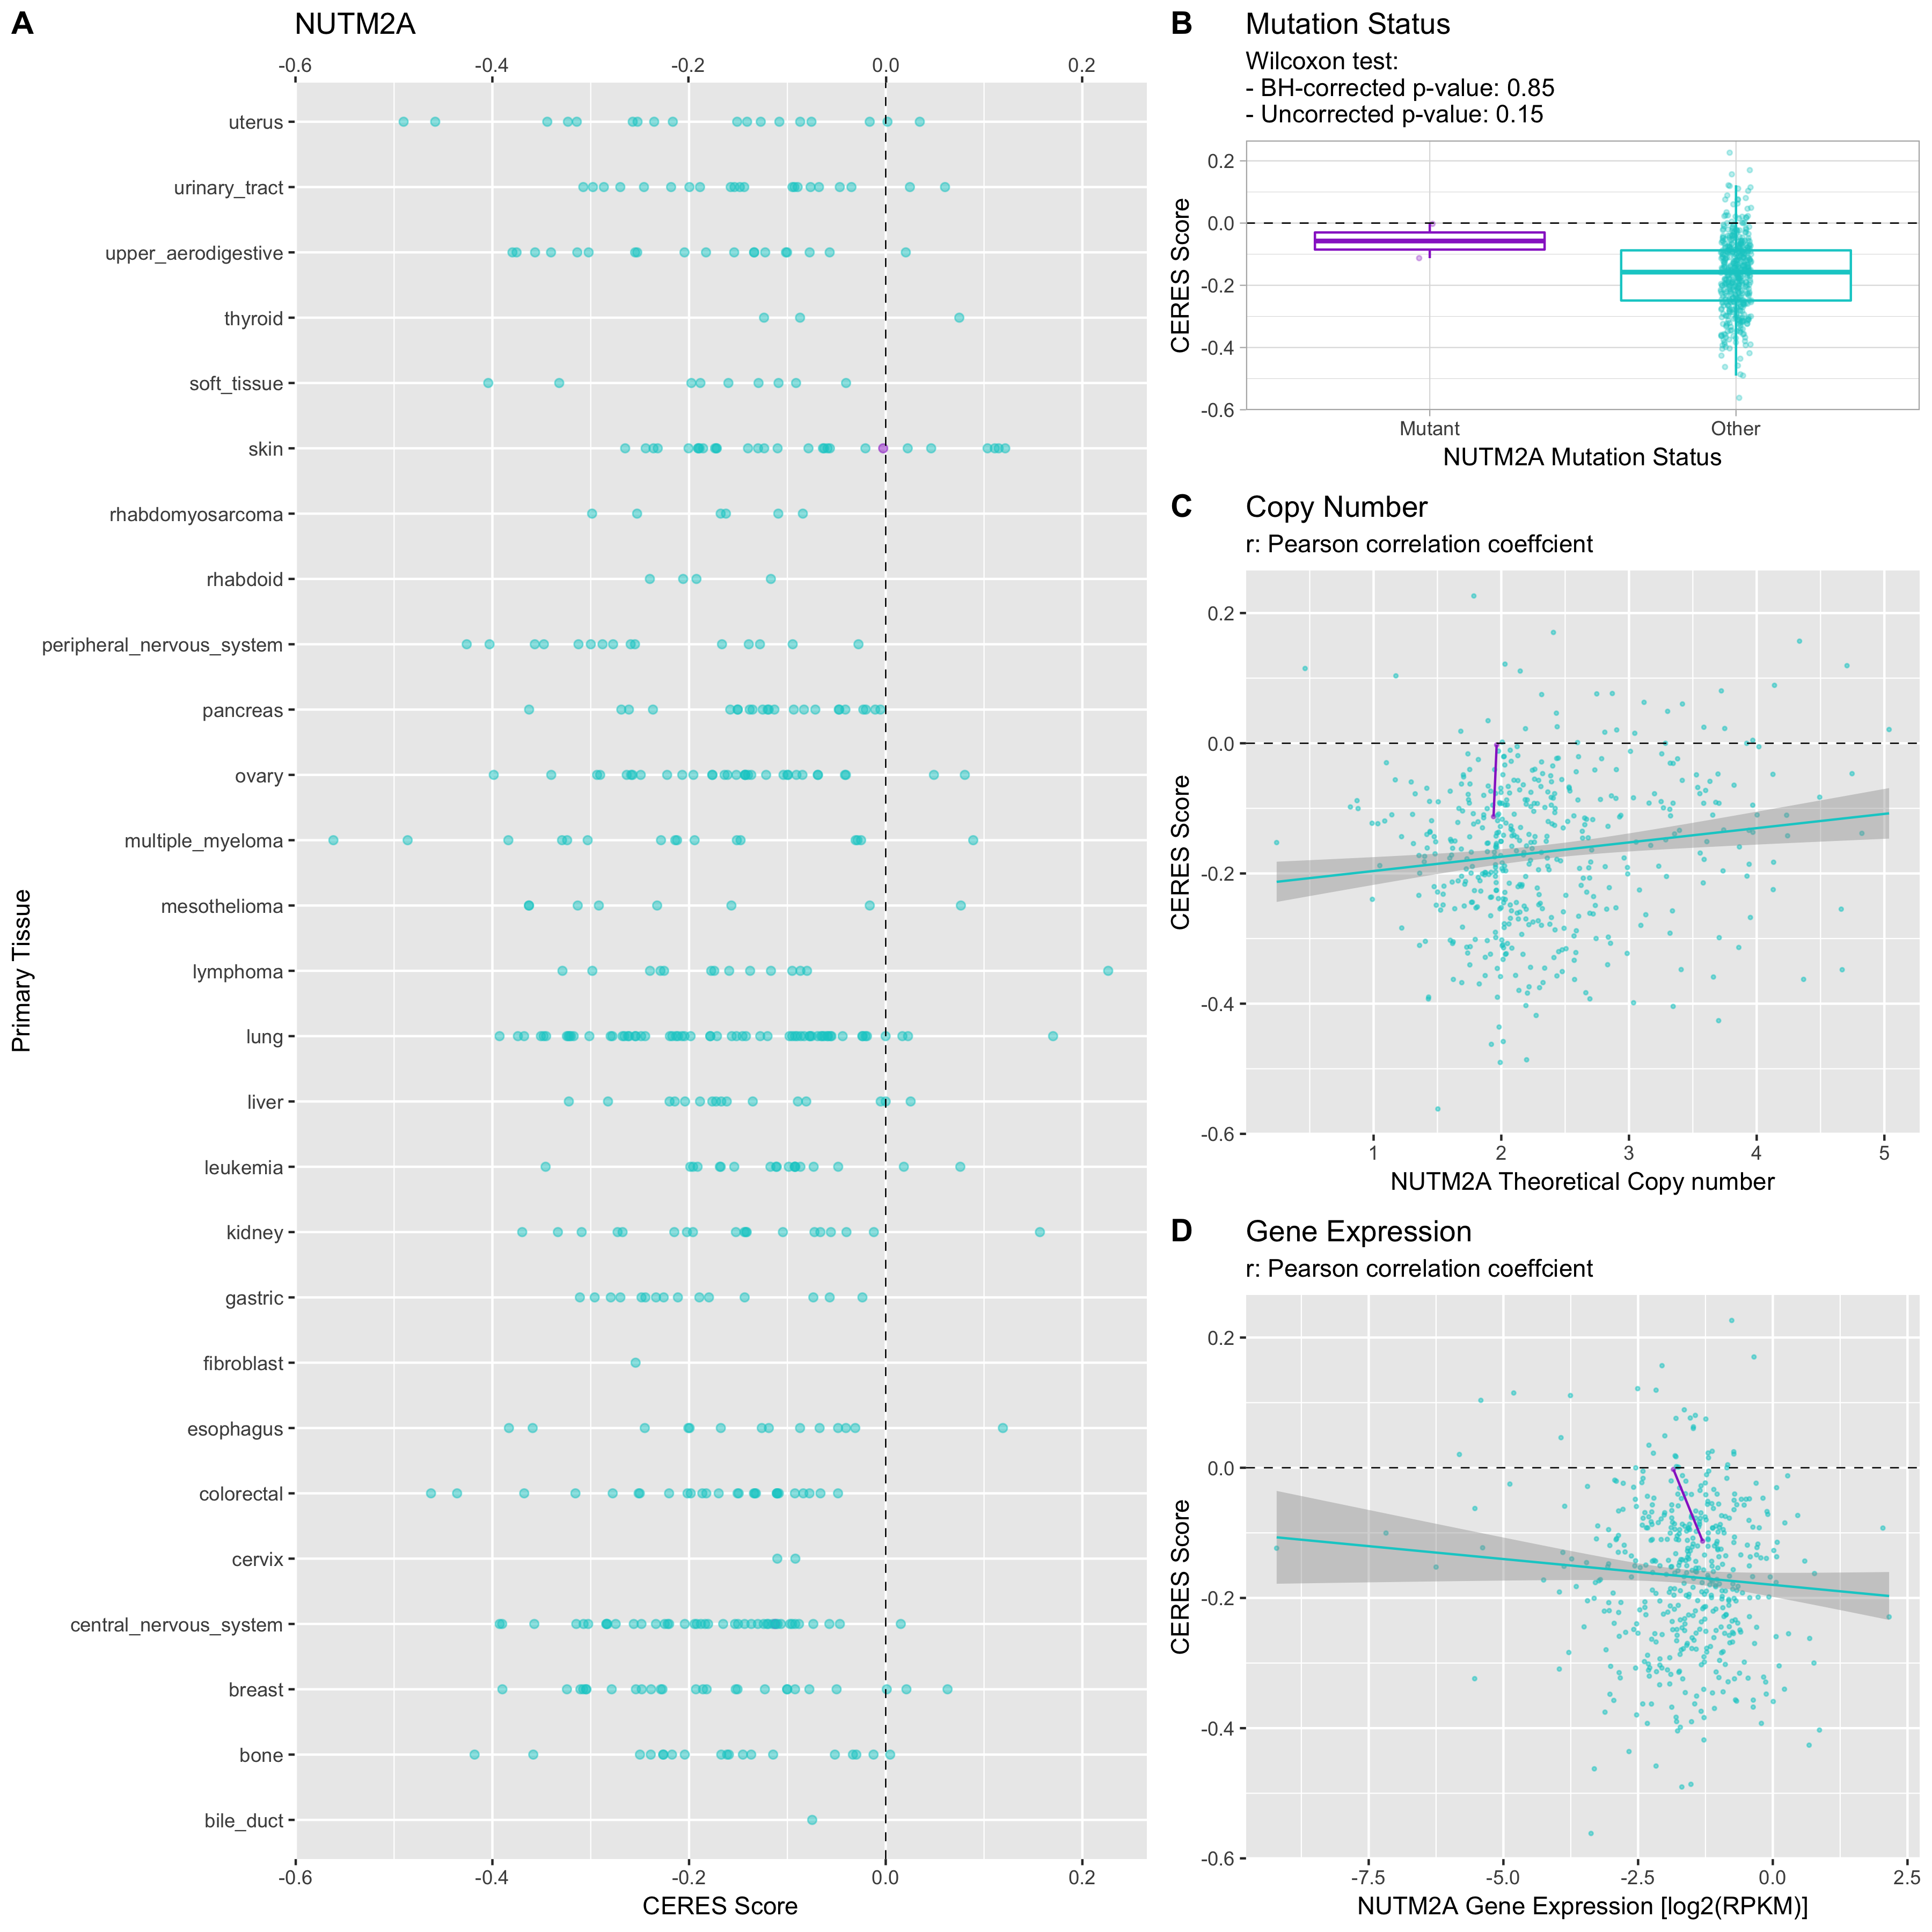 A
NUTM2A
-0.6 -0.4 -0.2 0.0 0.2
uterus
urinary_tract
upper_aerodigestive
thyroid
soft_tissue
skin
rhabdomyosarcoma
rhabdoid
peripheral_nervous_system
pancreas
ovary
multiple_myeloma
mesothelioma
lymphoma
lung
liver
leukemia
kidney
gastric
fibroblast
esophagus
colorectal
cervix
central_nervous_system
breast
bone
bile_duct
Primary Tissue
-0.6 -0.4 -0.2 0.0 0.2
CERES Score
B
Mutation Status
Wilcoxon test:
- BH-corrected p-value: 0.85
- Uncorrected p-value: 0.15
CERES Score
0.2
0.0
-0.2
-0.4
-0.6
Mutant Other
NUTM2A Mutation Status
C
Copy Number
r: Pearson correlation coeffcient
CERES Score
0.2
0.0
-0.2
-0.4
-0.6
1 2 3 4 5
NUTM2A Theoretical Copy number
D
Gene Expression
r: Pearson correlation coeffcient
CERES Score
0.2
0.0
-0.2
-0.4
-0.6
-7.5 -5.0 -2.5 0.0 2.5
NUTM2A Gene Expression [log2(RPKM)]